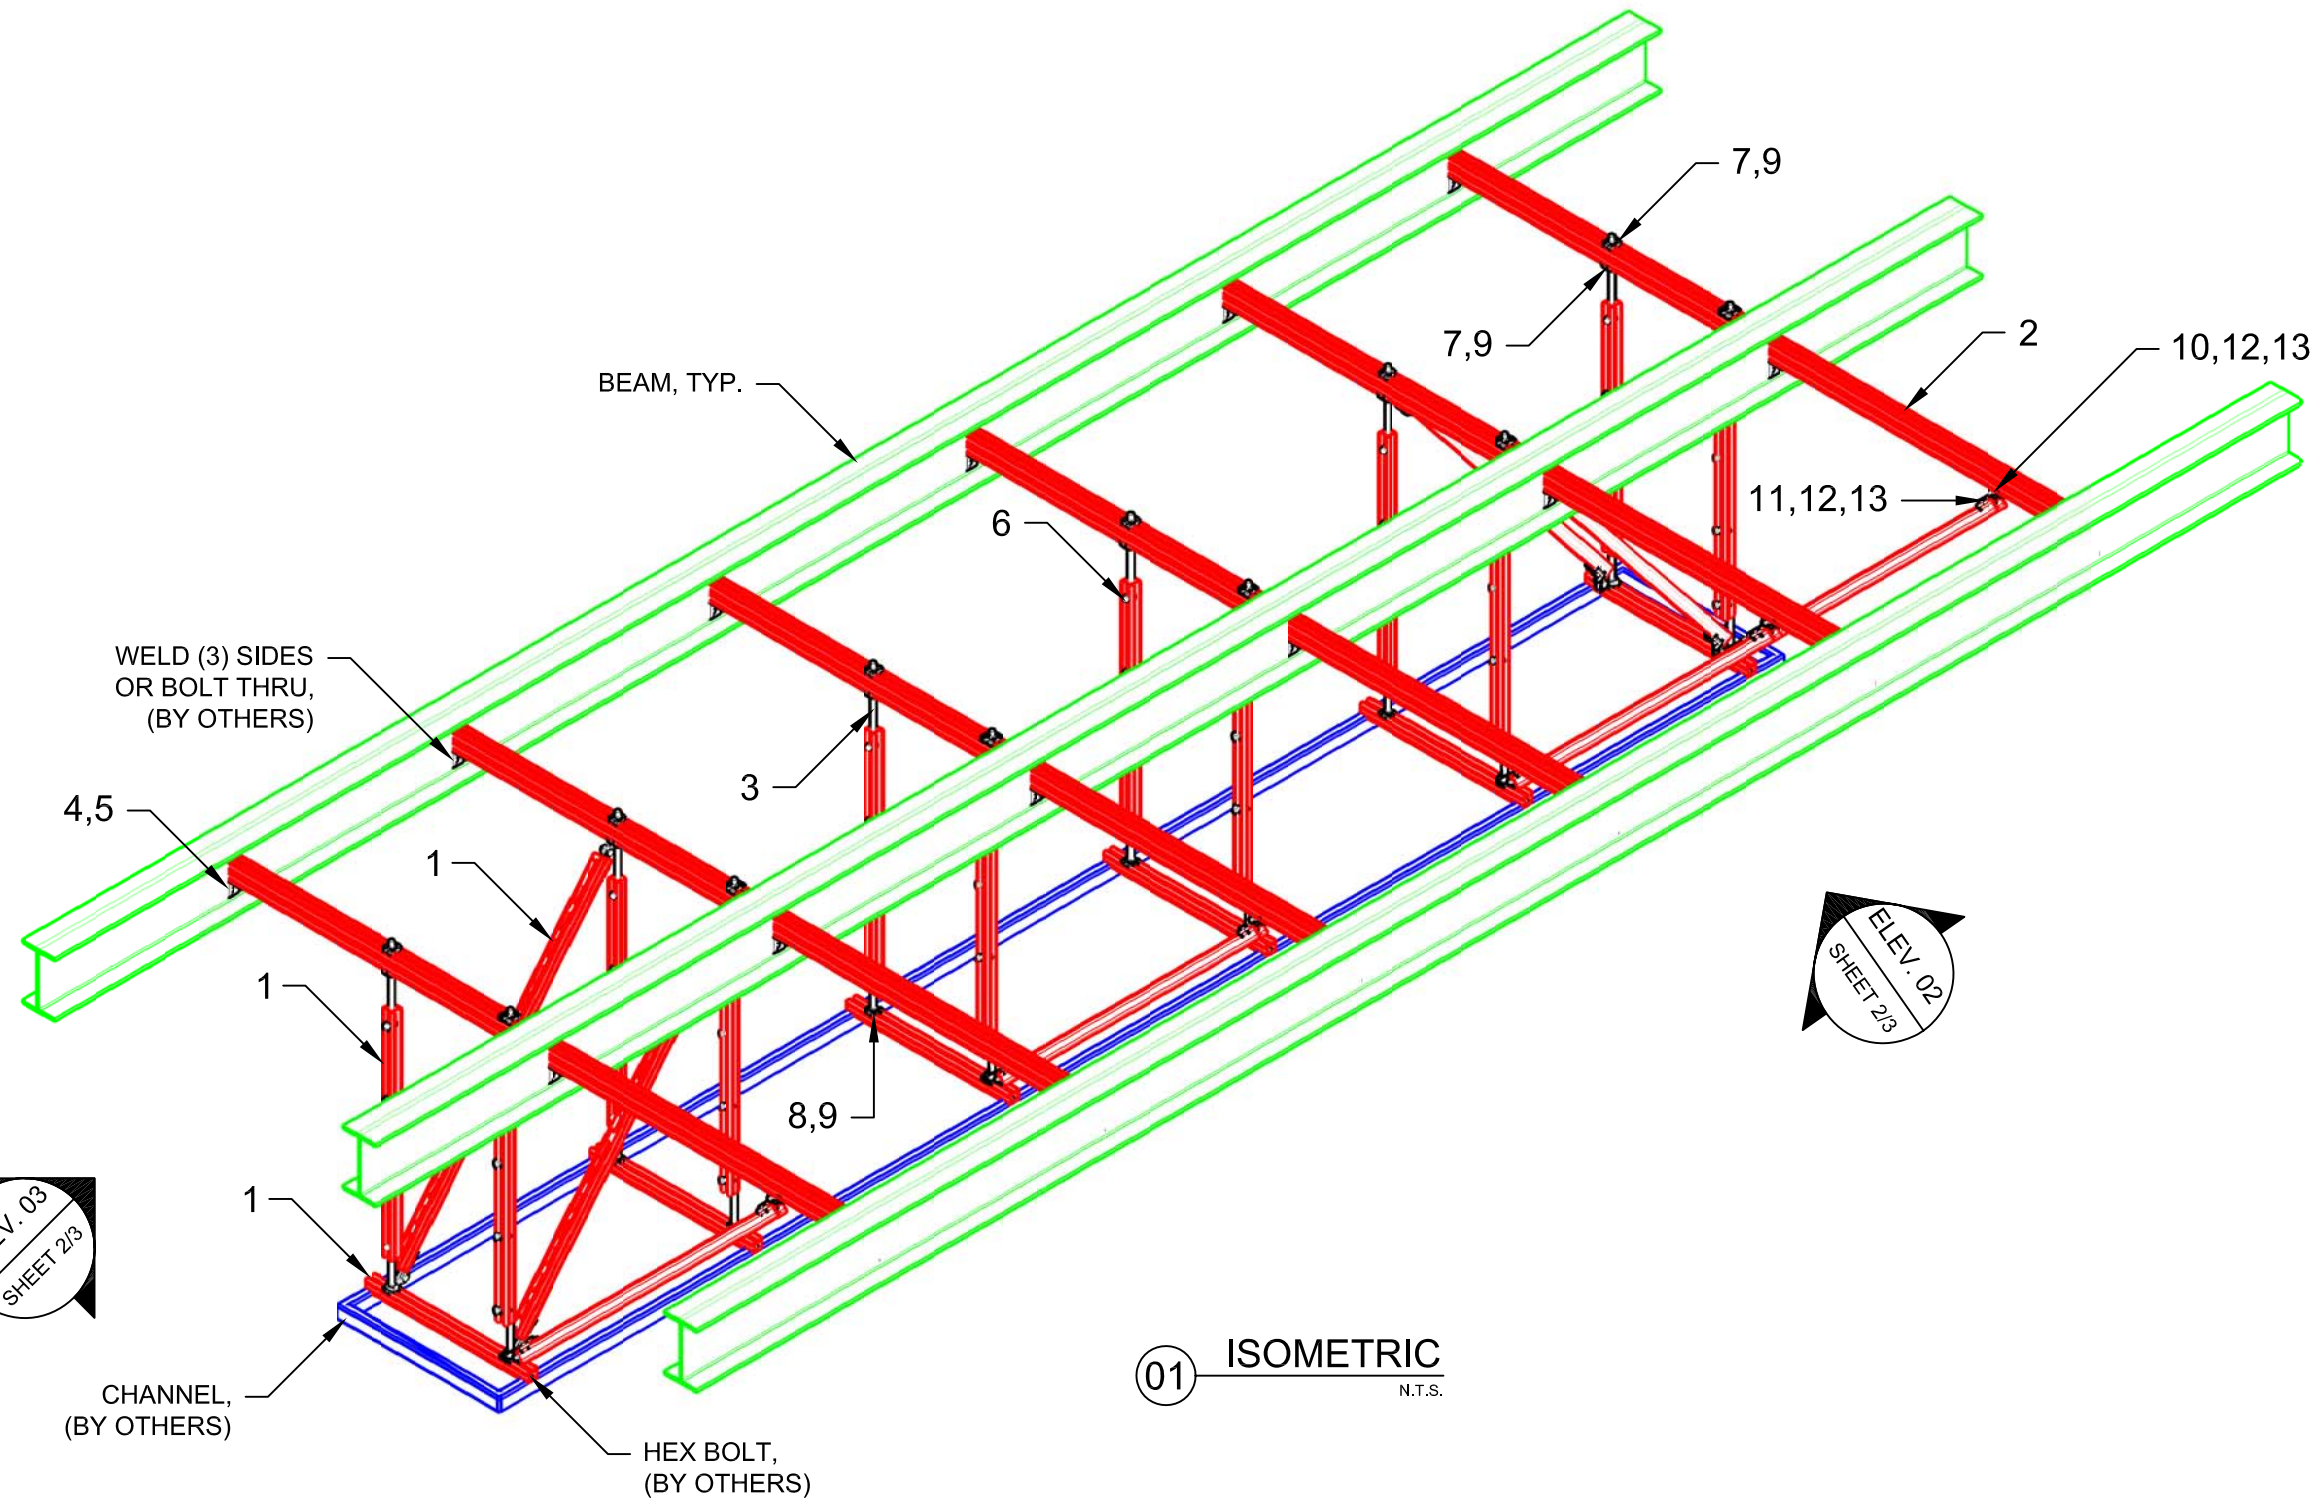 7,9
7,9
2
10,12,13
BEAM, TYP.
11,12,13
6
WELD (3) SIDES
OR BOLT THRU,
(BY OTHERS)
3
4,5
1
ELEV. 02
SHEET 2/3
1
8,9
V. 03
SHEET 2/3
1
01
ISOMETRIC
N.T.S.
CHANNEL,
(BY OTHERS)
HEX BOLT,
(BY OTHERS)